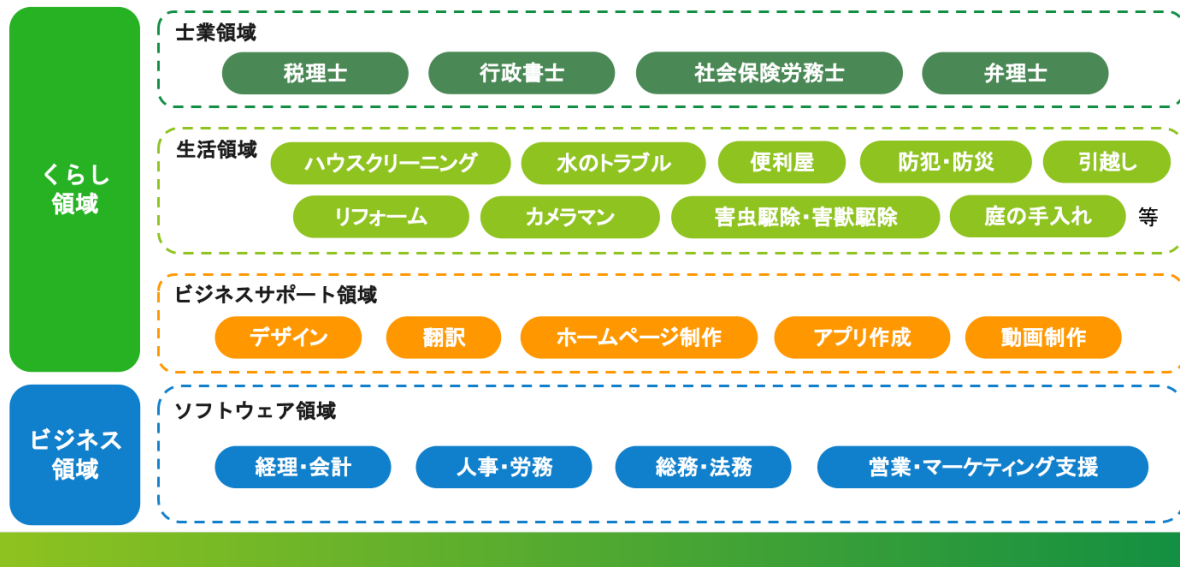 くらし
領域
士業領域
税理士 行政書士 社会保険労務士 弁理士
生活領域
ハウスクリーニング 水のトラブル 便利屋 防犯・防災 引越し
リフォーム カメラマン 害虫駆除・害獣駆除 庭の手入れ 等
ビジネスサポート領域
デザイン 翻訳 ホームページ制作 アプリ作成 動画制作
ビジネス
領域
ソフトウェア領域
経理・会計 人事・労務 総務・法務 営業・マーケティング支援